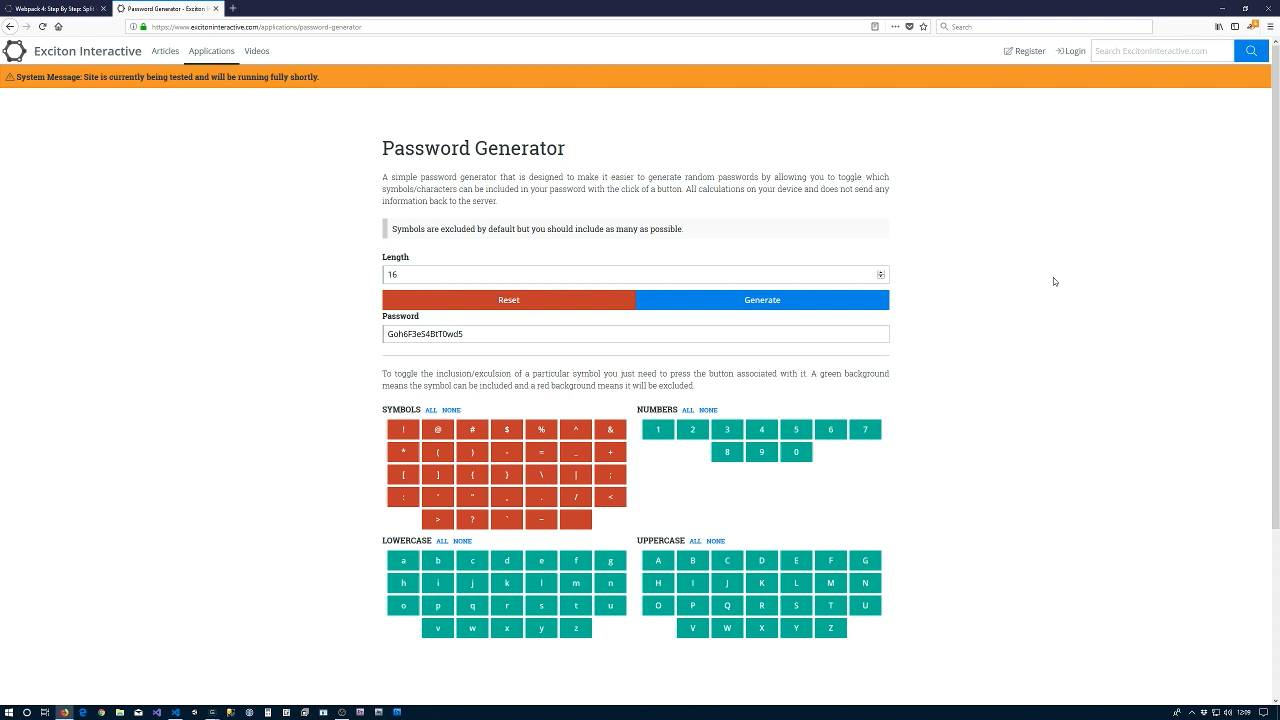 Webpack 4: Step By Step: Split
Password Generator - Exciton I
https://www.excitoninteractive.com/applications/password-generator
Search
Exciton Interactive
Articles
Applications
Videos
Register
Login
Search ExcitonInteractive.com
System Message: Site is currently being tested and will be running fully shortly.
Password Generator
A simple password generator that is designed to make it easier to generate random passwords by allowing you to toggle which
symbols/characters can be included in your password with the click of a button. All calculations on your device and does not send any
information back to the server.
Symbols are excluded by default but you should include as many as possible.
Length
16
Reset
Generate
Password
Goh6F3eS4BtT0wd5
To toggle the inclusion/exculsion of a particular symbol you just need to press the button associated with it. A green background
means the symbol can be included and a red background means it will be excluded.
SYMBOLS ALL NONE
! @ # $ % ^ &
* ( ) - = _ +
[ ] { } \ | ;
: ' " , . / <
> ? ` ~
NUMBERS ALL NONE
1 2 3 4 5 6 7
8 9 0
LOWERCASE ALL NONE
a b c d e f g
h i j k l m n
o p q r s t u
v w x y z
UPPERCASE ALL NONE
A B C D E F G
H I J K L M N
O P Q R S T U
V W X Y Z
12:09